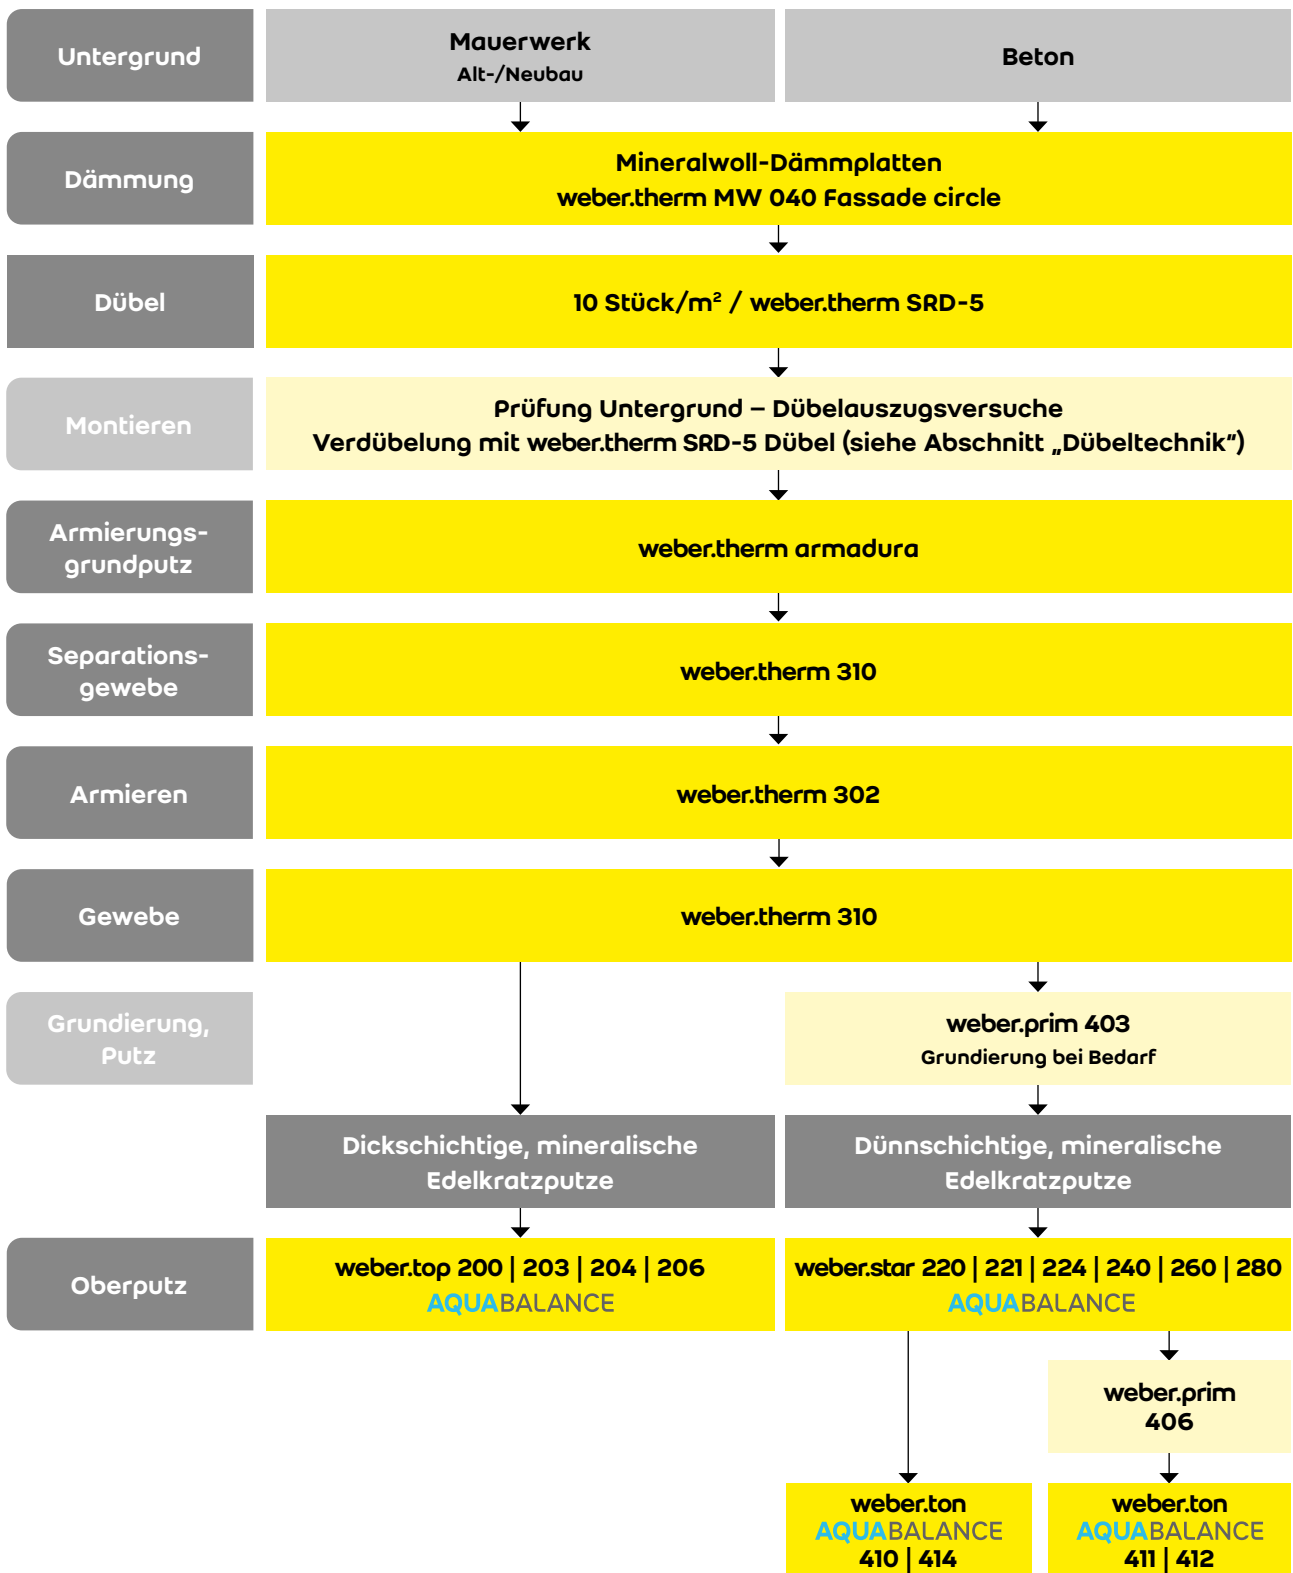 Untergrund
Mauerwerk
Alt-/Neubau
Beton
Dämmung
Mineralwoll-Dämmplatten
weber.therm MW 040 Fassade circle
Dübel
10 Stück/m² / weber.therm SRD-5
Montieren
Prüfung Untergrund – Dübelauszugsversuche
Verdübelung mit weber.therm SRD-5 Dübel (siehe Abschnitt „Dübeltechnik“)
Armierungs-
grundputz
weber.therm armadura
Separations-
gewebe
weber.therm 310
Armieren
weber.therm 302
Gewebe
weber.therm 310
Grundierung,
Putz
weber.prim 403
Grundierung bei Bedarf
Dickschichtige, mineralische
Edelkratzputze
Dünnschichtige, mineralische
Edelkratzputze
Oberputz
weber.top 200 | 203 | 204 | 206
AQUABALANCE
weber.star 220 | 221 | 224 | 240 | 260 | 280
AQUABALANCE
weber.prim
406
weber.ton
AQUABALANCE
410 | 414
weber.ton
AQUABALANCE
411 | 412